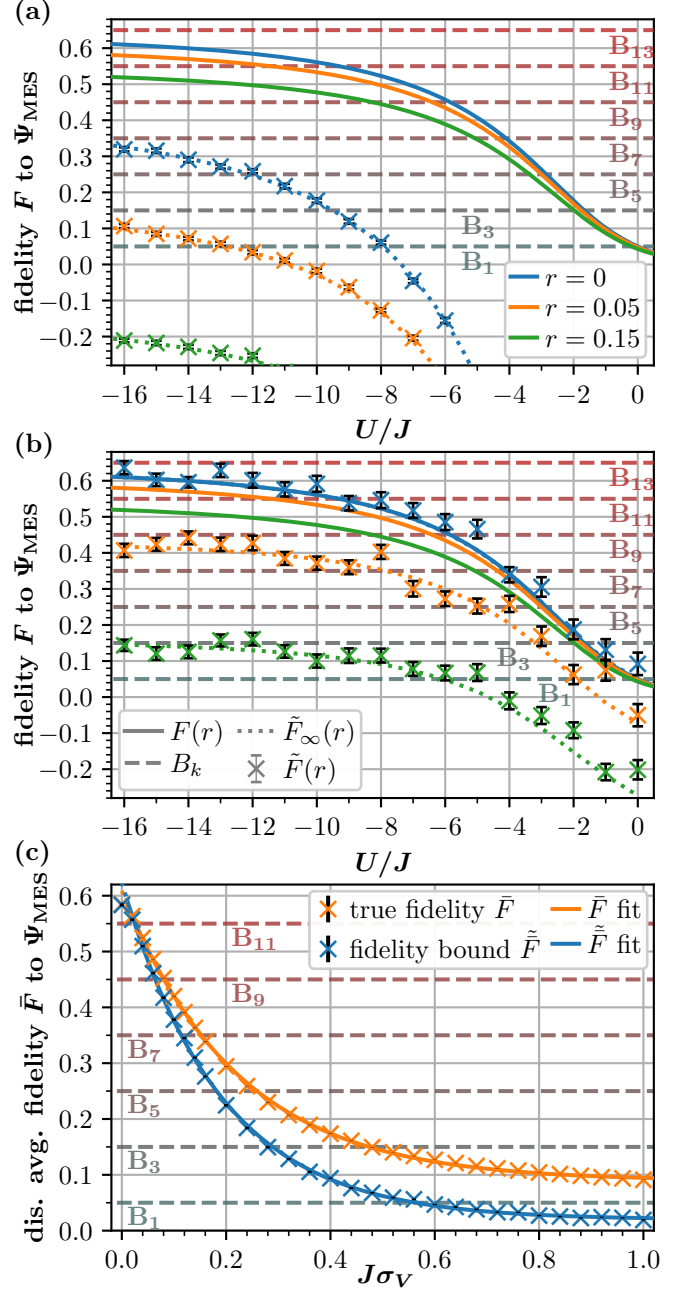 (a)
0.6
0.5
0.4
0.3
0.2
0.1
0.0
−0.1
−0.2
fidelity F to Ψ_MES
B₁₃
B₁₁
B₉
B₇
B₅
B₃
B₁
r = 0
r = 0.05
r = 0.15
−16 −14 −12 −10 −8 −6 −4 −2 0
U/J
(b)
0.6
0.5
0.4
0.3
0.2
0.1
0.0
−0.1
−0.2
fidelity F to Ψ_MES
B₁₃
B₁₁
B₉
B₇
B₅
B₃
B₁
F(r) F̃_∞(r)
B_k F̃(r)
−16 −14 −12 −10 −8 −6 −4 −2 0
U/J
(c)
0.6
0.5
0.4
0.3
0.2
0.1
0.0
dis. avg. fidelity F̄ to Ψ_MES
true fidelity F̄ F̄ fit
fidelity bound F̃̄ F̃̄ fit
B₁₁
B₉
B₇
B₅
B₃
B₁
0.0 0.2 0.4 0.6 0.8 1.0
Jσ_V